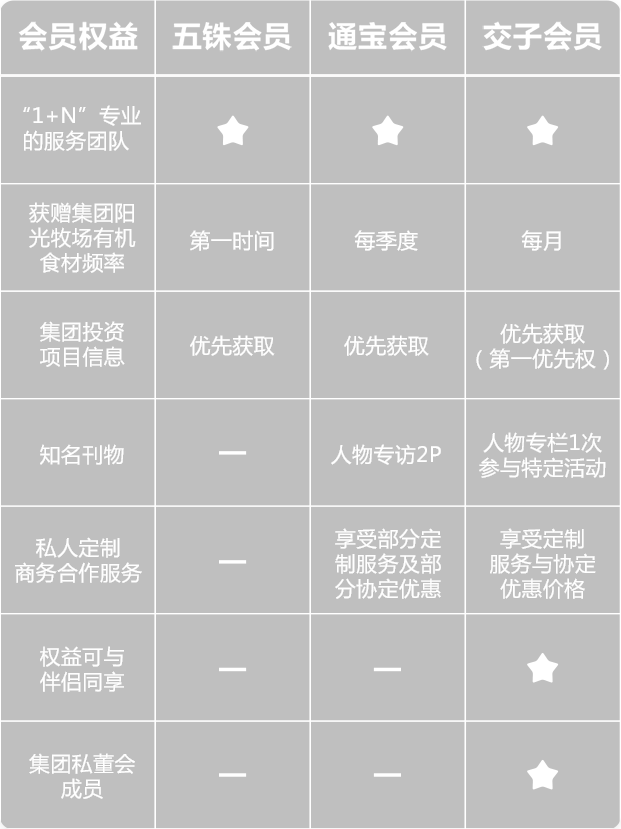 会员权益 五铢会员 通宝会员 交子会员
“1+N”专业
的服务团队
★ ★ ★
获赠集团阳
光牧场有机
食材频率
第一时间 每季度 每月
集团投资
项目信息
优先获取 优先获取
优先获取
（第一优先权）
知名刊物
— 人物专访2P
人物专栏1次
参与特定活动
私人定制
商务合作服务
—
享受部分定
制服务及部
分协定优惠
享受定制
服务与协定
优惠价格
权益可与
伴侣同享
— — ★
集团私董会
成员
— — ★